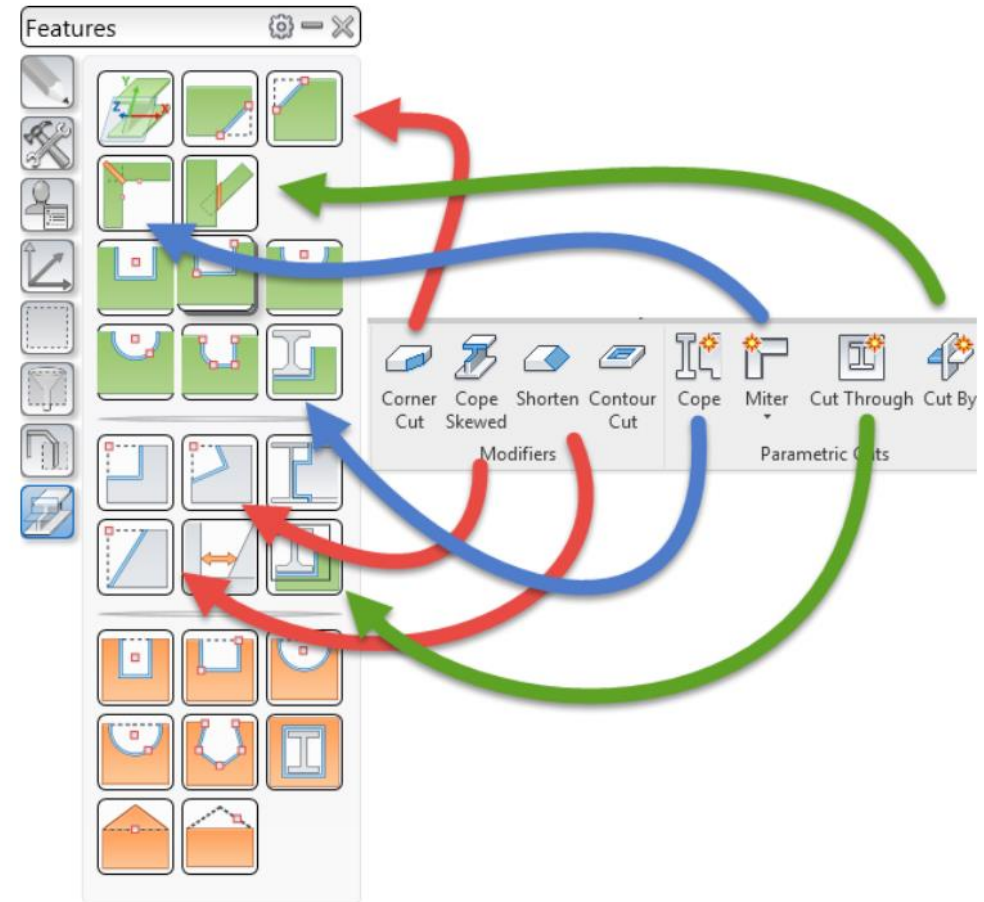 Features
Corner Cut
Cope Skewed
Shorten
Contour Cut
Cope
Miter
Cut Through
Cut By
Modifiers
Parametric Cuts
Y
Z
X